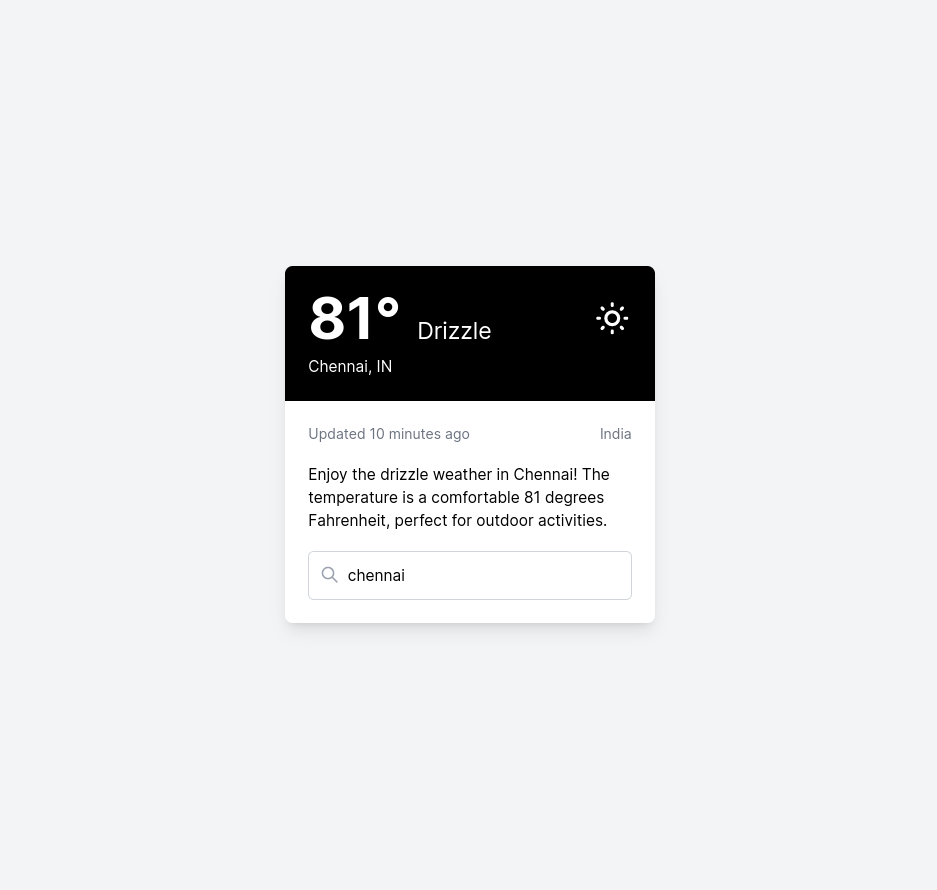 81° Drizzle
Chennai, IN
Updated 10 minutes ago India
Enjoy the drizzle weather in Chennai! The
temperature is a comfortable 81 degrees
Fahrenheit, perfect for outdoor activities.
chennai